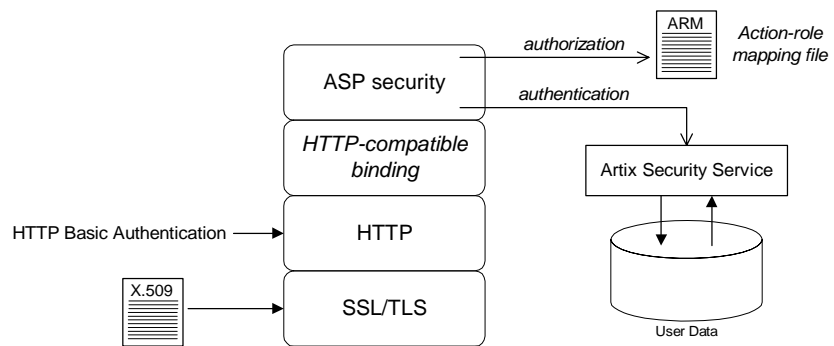 ARM
Action-role
mapping file
authorization
ASP security
authentication
HTTP-compatible
binding
Artix Security Service
HTTP Basic Authentication
HTTP
X.509
SSL/TLS
User Data